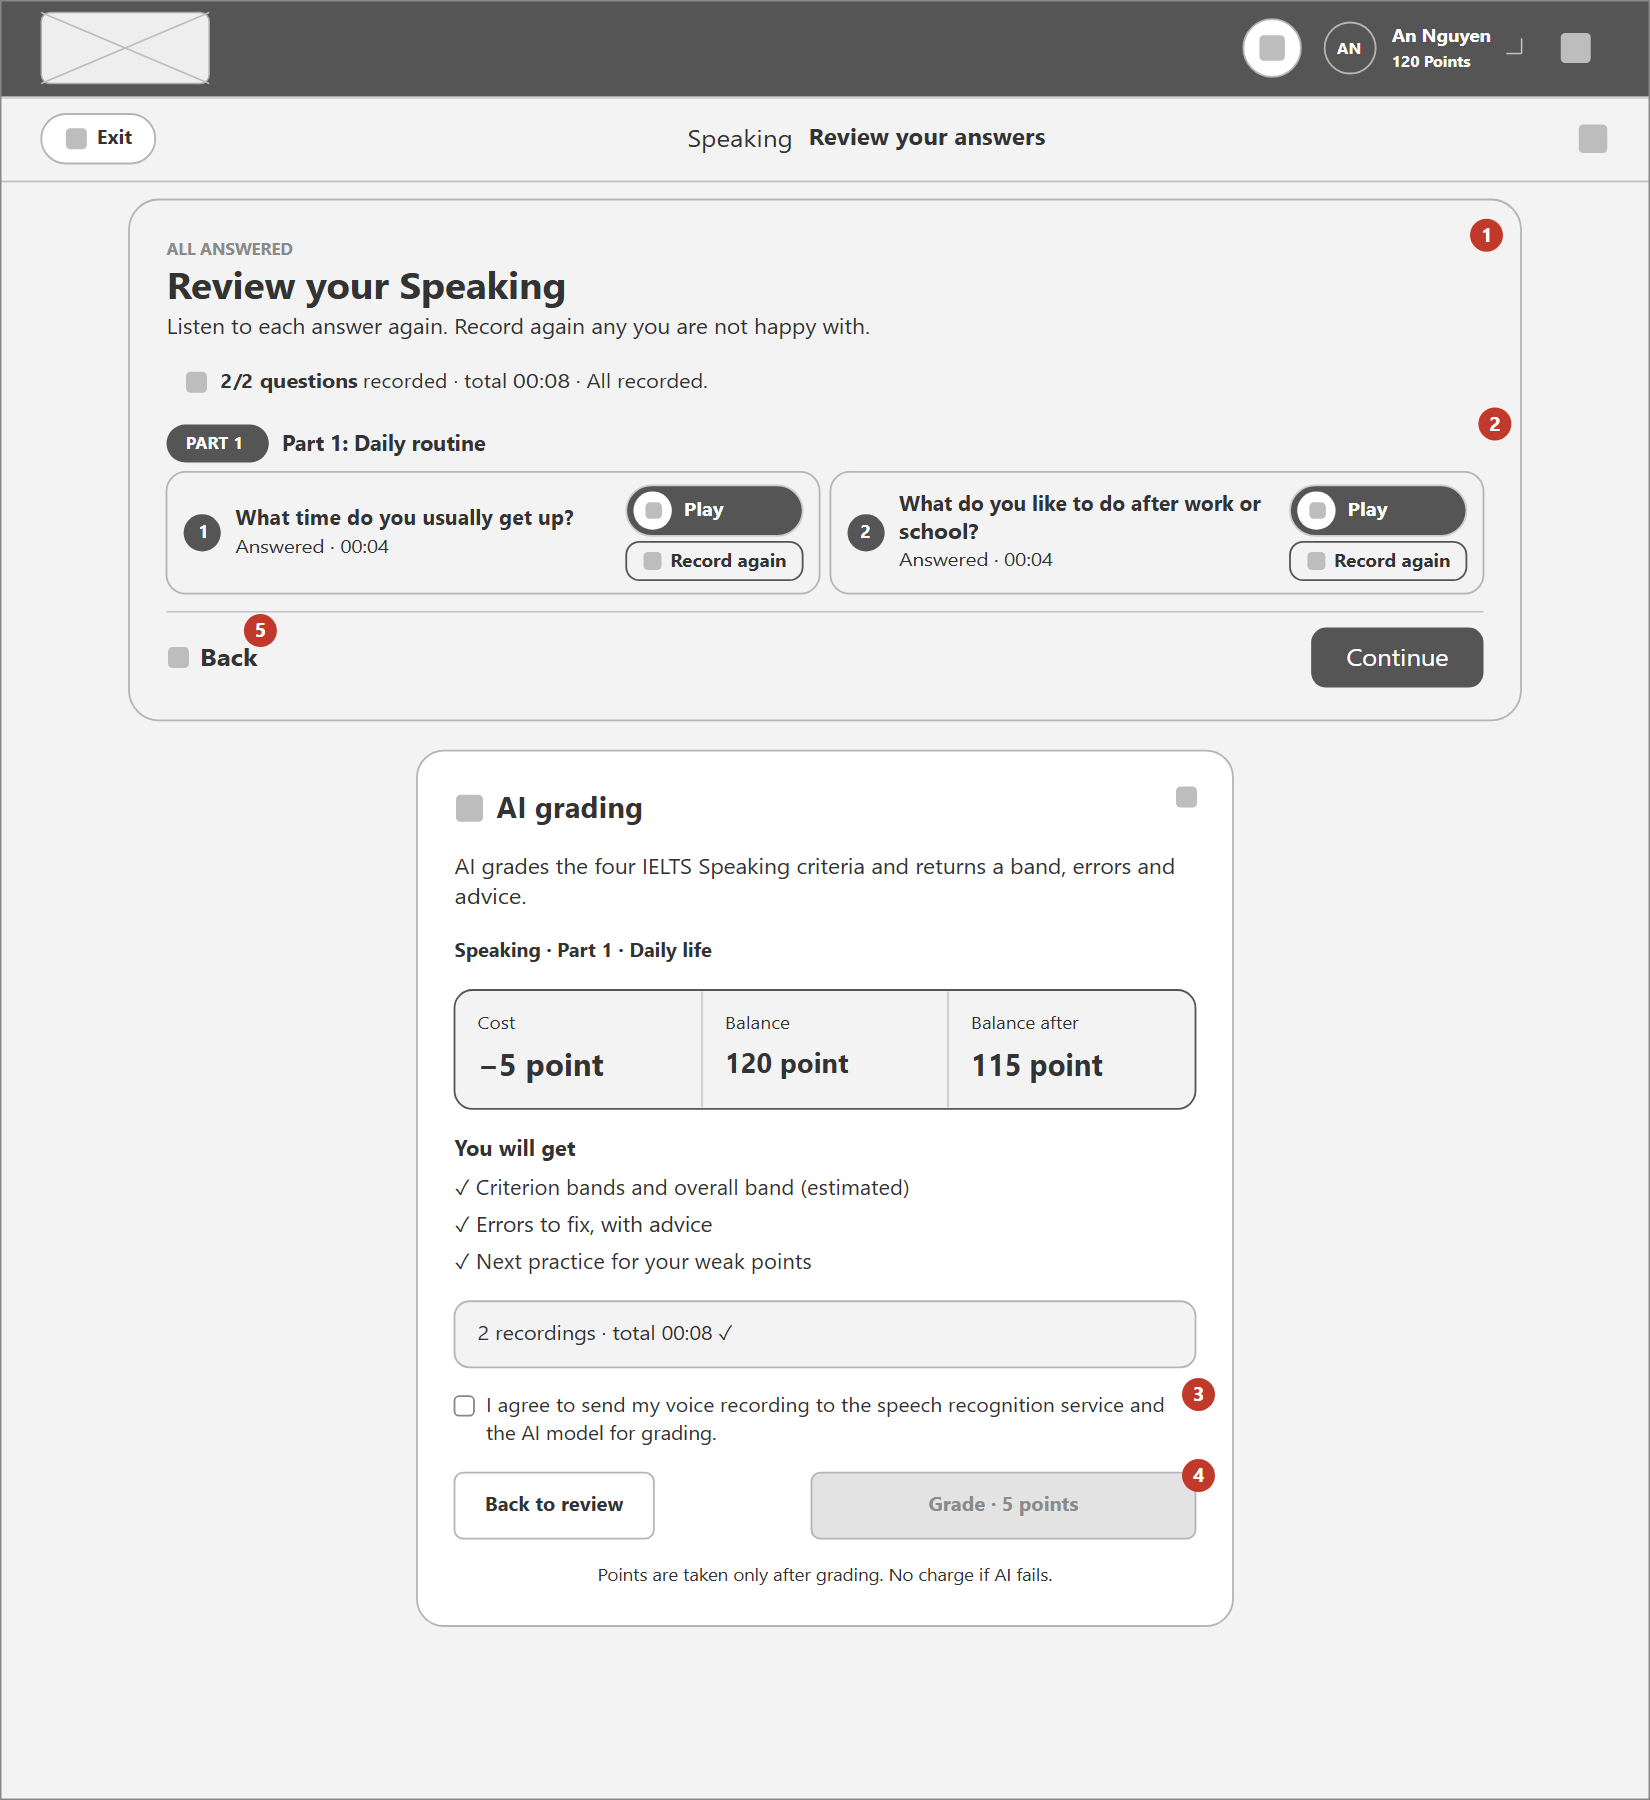 AN
An Nguyen
120 Points
Exit
Speaking Review your answers
1
ALL ANSWERED
Review your Speaking
Listen to each answer again. Record again any you are not happy with.
2/2 questions recorded · total 00:08 · All recorded.
2
PART 1 Part 1: Daily routine
1
What time do you usually get up?
Answered · 00:04
Play
Record again
2
What do you like to do after work or
school?
Answered · 00:04
Play
Record again
5
Back
Continue
AI grading
AI grades the four IELTS Speaking criteria and returns a band, errors and
advice.
Speaking · Part 1 · Daily life
Cost
−5 point
Balance
120 point
Balance after
115 point
You will get
✓ Criterion bands and overall band (estimated)
✓ Errors to fix, with advice
✓ Next practice for your weak points
2 recordings · total 00:08 ✓
3
I agree to send my voice recording to the speech recognition service and
the AI model for grading.
4
Back to review
Grade · 5 points
Points are taken only after grading. No charge if AI fails.